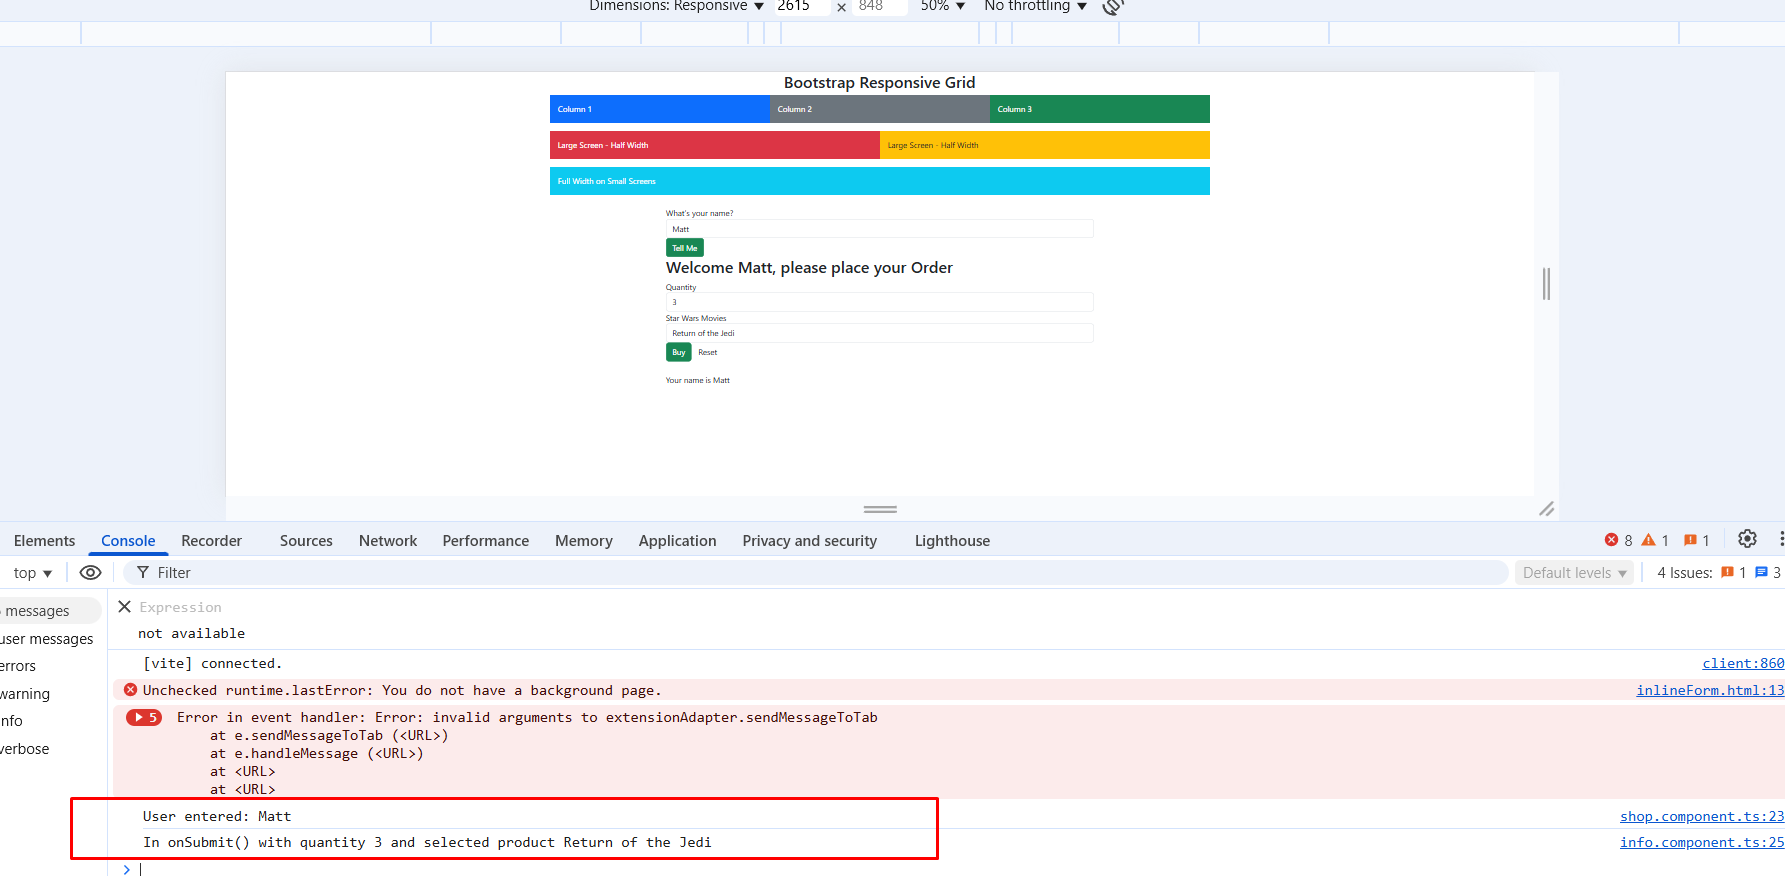 Dimensions: Responsive ▼ 2615 × 848 50% ▼ No throttling ▼
Bootstrap Responsive Grid
Column 1 Column 2 Column 3
Large Screen - Half Width Large Screen - Half Width
Full Width on Small Screens
What's your name?
Matt
Tell Me
Welcome Matt, please place your Order
Quantity
3
Star Wars Movies
Return of the Jedi
Buy Reset
Your name is Matt
Elements Console Recorder Sources Network Performance Memory Application Privacy and security Lighthouse 8 1 1
top ▼ Filter Default levels ▼ 4 Issues: 1 3
messages
user messages
errors
warning
info
verbose
Expression
not available
[vite] connected. client:860
Unchecked runtime.lastError: You do not have a background page. inlineForm.html:13
5 Error in event handler: Error: invalid arguments to extensionAdapter.sendMessageToTab
at e.sendMessageToTab (<URL>)
at e.handleMessage (<URL>)
at <URL>
at <URL>
User entered: Matt shop.component.ts:23
In onSubmit() with quantity 3 and selected product Return of the Jedi info.component.ts:25
>